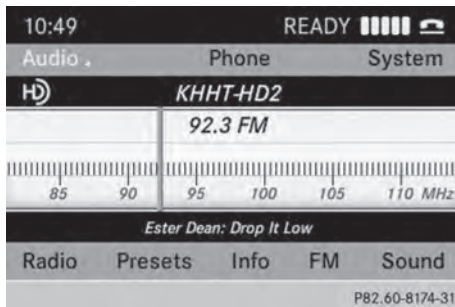 10:49 READY
Audio Phone System
HD KHHT-HD2
92.3 FM
85 90 95 100 105 110 MHz
Ester Dean: Drop It Low
Radio Presets Info FM Sound
P82.60-8174-31